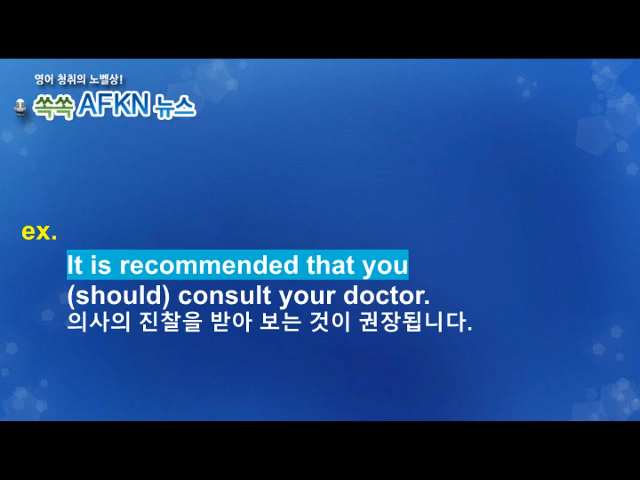 영어 청취의 노벨상!
쏙쏙 AFKN 뉴스
ex.
It is recommended that you
(should) consult your doctor.
의사의 진찰을 받아 보는 것이 권장됩니다.